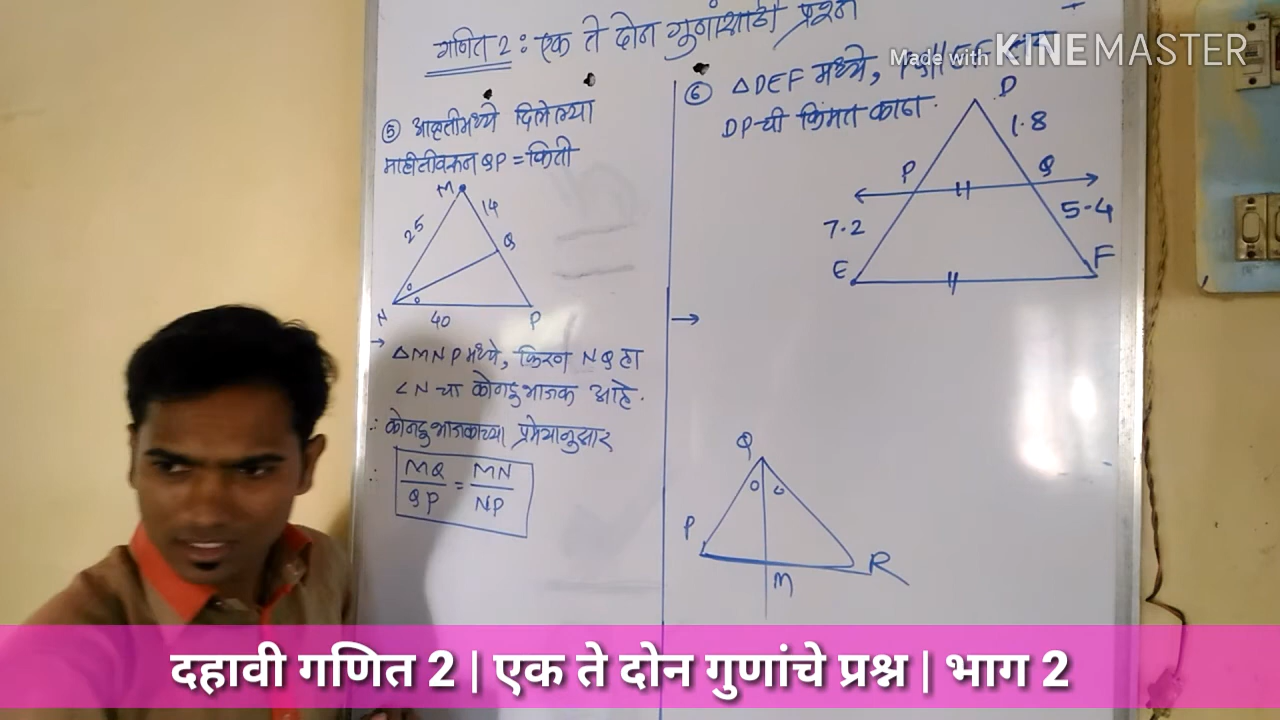 गणित 2 : एक ते दोन गुणांसाठी प्रश्न
Made with KINEMASTER
⑤ आकृतीमध्ये दिलेल्या
माहितीवरून QP = किती
M
25
14
Q
N
40
P
→ △MNP मध्ये, किरण NQ हा
∠N चा कोनदुभाजक आहे.
∴ कोनदुभाजकाच्या प्रमेयानुसार
∴ MQ/QP = MN/NP
⑥ △DEF मध्ये,
DP ची किंमत काढा.
D
1.8
P
Q
7.2
5.4
E
F
→
Q
P
R
M
दहावी गणित 2 | एक ते दोन गुणांचे प्रश्न | भाग 2